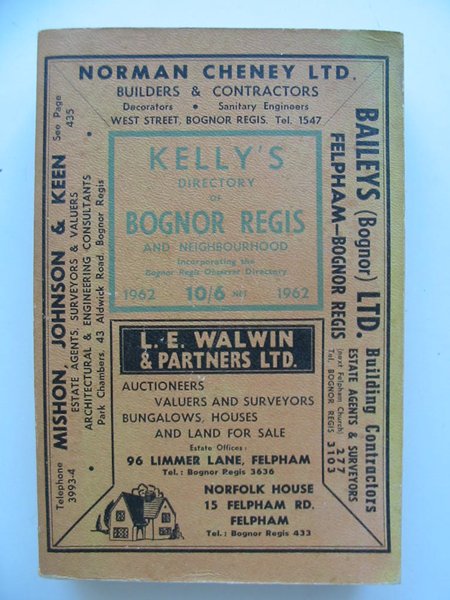 NORMAN CHENEY LTD.
BUILDERS & CONTRACTORS
Decorators • Sanitary Engineers
WEST STREET, BOGNOR REGIS. Tel. 1547
KELLY'S
DIRECTORY
of
BOGNOR REGIS
AND NEIGHBOURHOOD
Incorporating the
Bognor Regis Observer Directory
1962 10/6 NET 1962
L. E. WALWIN
& PARTNERS LTD.
AUCTIONEERS
VALUERS AND SURVEYORS
BUNGALOWS, HOUSES
AND LAND FOR SALE
Estate Offices:
96 LIMMER LANE, FELPHAM
Tel.: Bognor Regis 3636
NORFOLK HOUSE
15 FELPHAM RD.
FELPHAM
Tel.: Bognor Regis 433
See Page
435
MISHON, JOHNSON & KEEN
ESTATE AGENTS, SURVEYORS & VALUERS
ARCHITECTURAL & ENGINEERING CONSULTANTS
Park Chambers, 43 Aldwick Road, Bognor Regis
Telephone
3993-4
BAILEYS (Bognor) LTD.
FELPHAM–BOGNOR REGIS
Building Contractors
ESTATE AGENTS & SURVEYORS
(next Felpham Church) 277
Tel. BOGNOR REGIS 3103